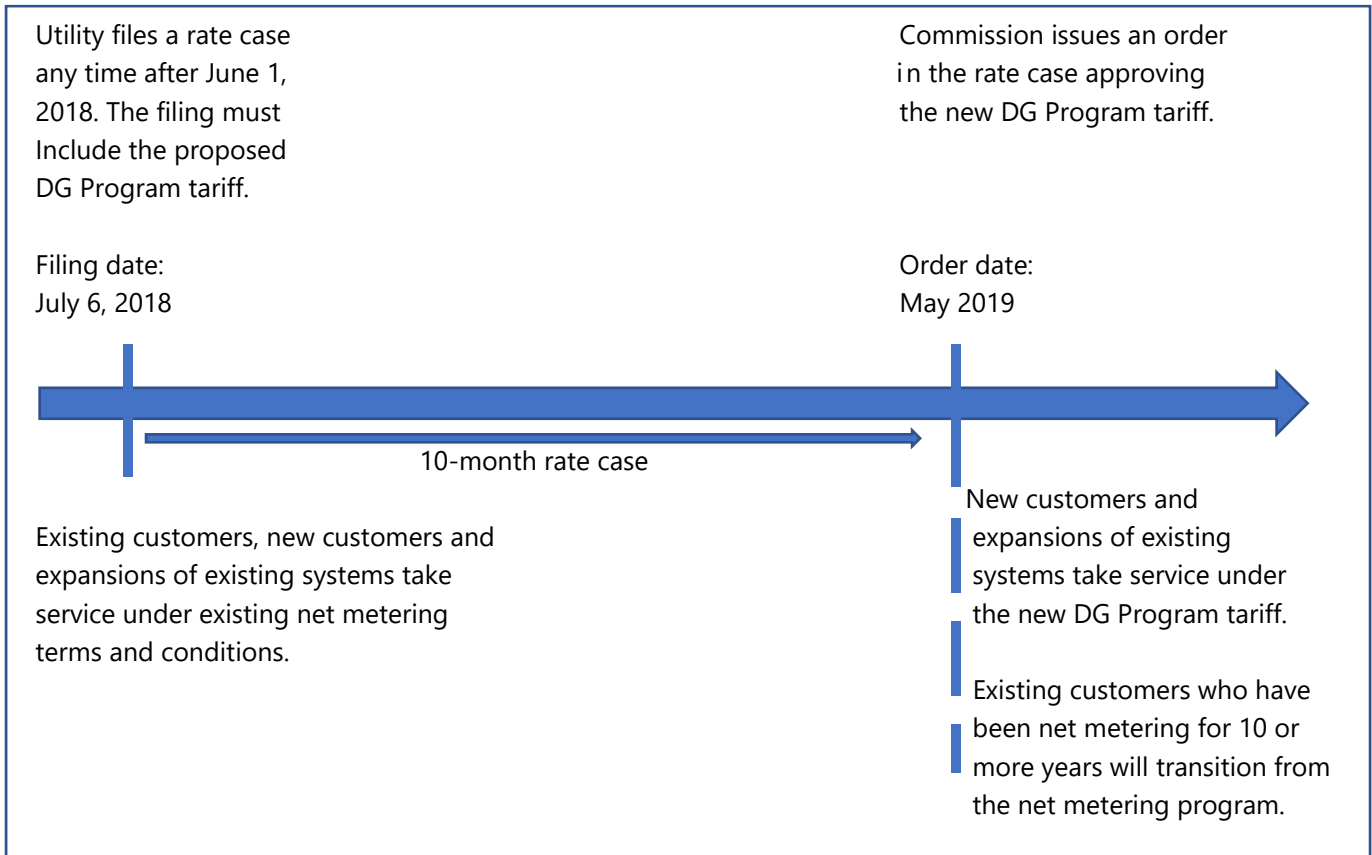 Utility files a rate case
any time after June 1,
2018. The filing must
Include the proposed
DG Program tariff.
Filing date:
July 6, 2018
Commission issues an order
in the rate case approving
the new DG Program tariff.
Order date:
May 2019
10-month rate case
Existing customers, new customers and
expansions of existing systems take
service under existing net metering
terms and conditions.
New customers and
expansions of existing
systems take service under
the new DG Program tariff.
Existing customers who have
been net metering for 10 or
more years will transition from
the net metering program.